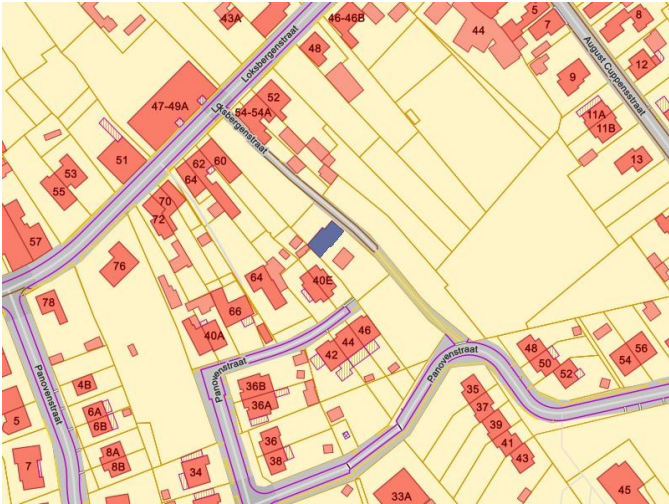 43A
46-46B
5
8
48
44
7
Loksbergenstraat
August Cuppensstraat
12
9
47-49A
52
54-54A
Loksbergenstraat
11A
11B
51
62
60
13
53
64
55
70
72
57
76
64
40E
78
66
46
40A
44
42
48
50
56
54
52
Panovenstraat
Panovenstraat
Panovenstraat
4B
36B
36A
35
37
39
41
43
5
6A
6B
36
38
8A
8B
7
34
33A
45